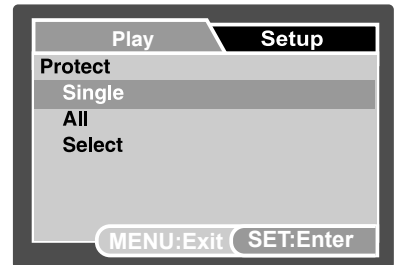 Play Setup
Protect
Single
All
Select
MENU:Exit SET:Enter